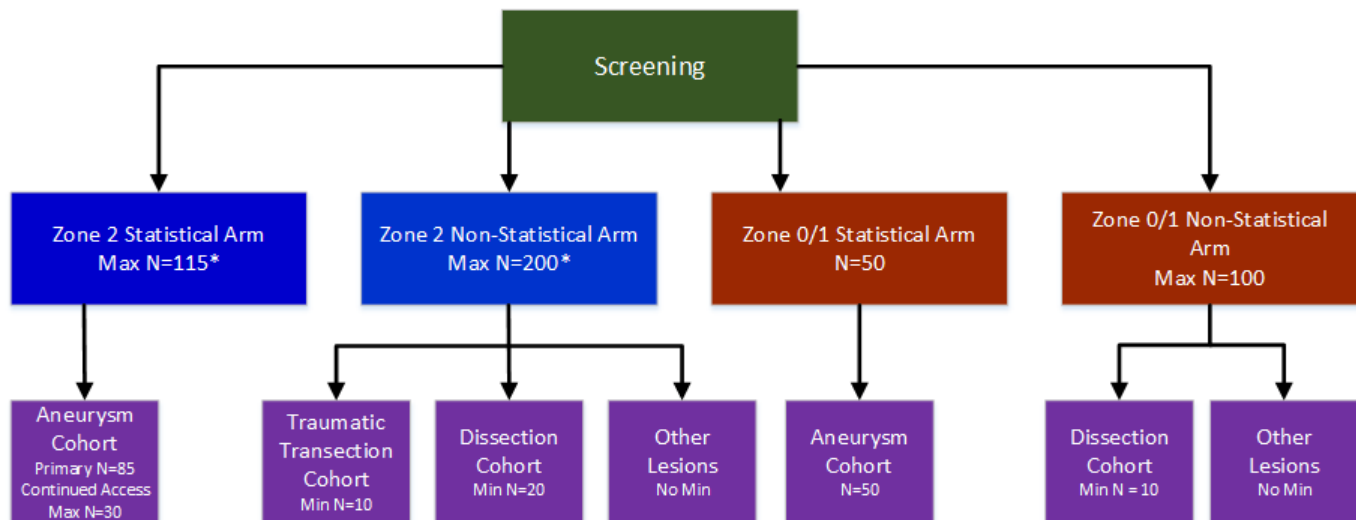 Screening
Zone 2 Statistical Arm
Max N=115*
Zone 2 Non-Statistical Arm
Max N=200*
Zone 0/1 Statistical Arm
N=50
Zone 0/1 Non-Statistical
Arm
Max N=100
Aneurysm
Cohort
Primary N=85
Continued Access
Max N=30
Traumatic
Transection
Cohort
Min N=10
Dissection
Cohort
Min N=20
Other
Lesions
No Min
Aneurysm
Cohort
N=50
Dissection
Cohort
Min N = 10
Other
Lesions
No Min